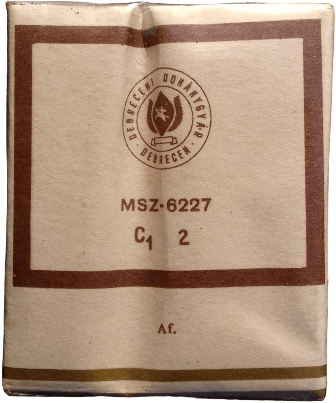 DEBRECENI DOHÁNYGYÁR
· DEBRECEN ·
MSZ-6227
C1 2
Af.